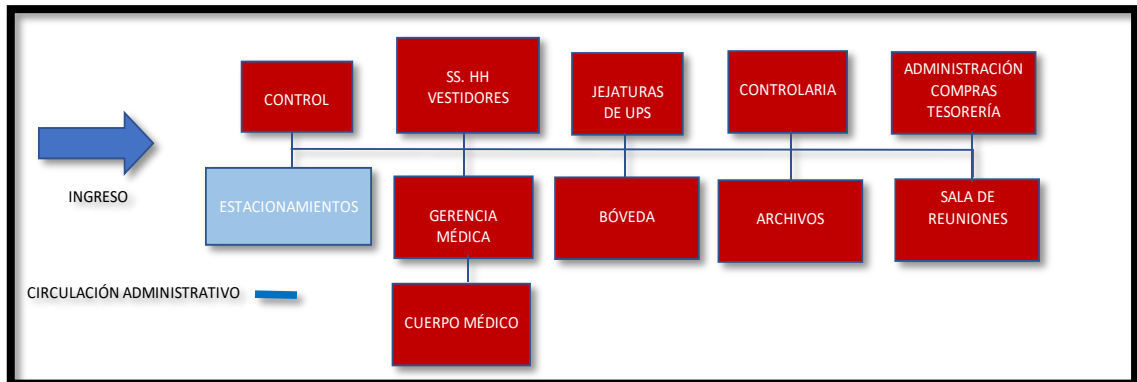 CONTROL
SS. HH
VESTIDORES
JEJATURAS
DE UPS
CONTROLARIA
ADMINISTRACIÓN
COMPRAS
TESORERÍA
INGRESO
ESTACIONAMIENTOS
GERENCIA
MÉDICA
BÓVEDA
ARCHIVOS
SALA DE
REUNIONES
CIRCULACIÓN ADMINISTRATIVO
CUERPO MÉDICO